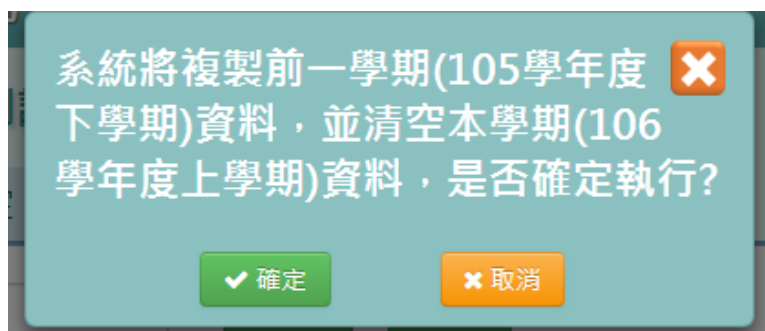 系統將複製前一學期(105學年度
下學期)資料，並清空本學期(106
學年度上學期)資料，是否確定執行?
確定
取消